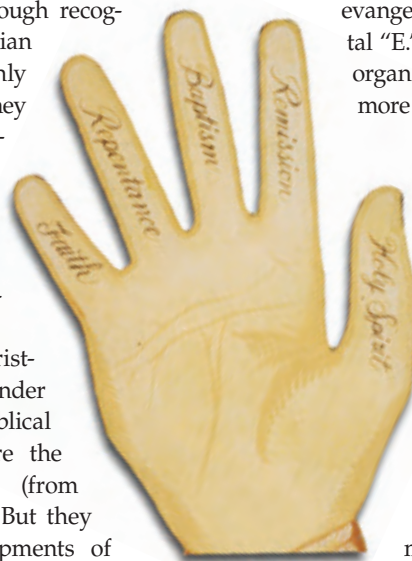 ough recog-
ian
nly
hey
-
rist-
nder
blical
re the
(from
But they
pments of
Faith
Repentance
Baptism
Remission
Holy Spirit
evange
tal “E.”
organ
more